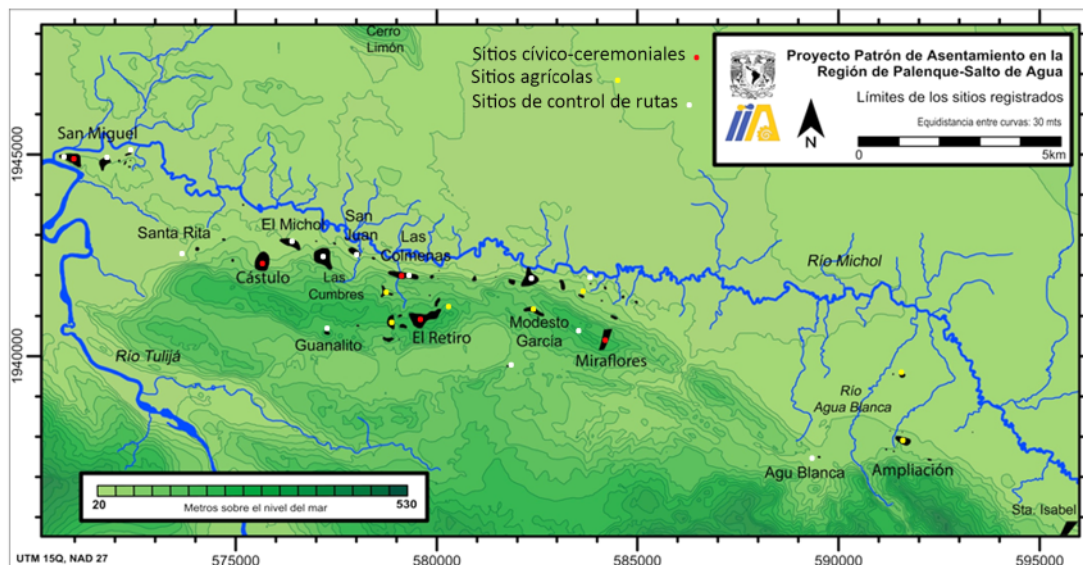 Cerro
Limón
Sitios cívico-ceremoniales
Sitios agrícolas
Sitios de control de rutas
Proyecto Patrón de Asentamiento en la
Región de Palenque-Salto de Agua
Límites de los sitios registrados
Equidistancia entre curvas: 30 mts
N
0
5km
1945000
1940000
San Miguel
Santa Rita
El Michol
San
Juan
Las
Colmenas
Cástulo
Las
Cumbres
Río Michol
Guanalito
El Retiro
Modesto
García
Miraflores
Río Tulijá
Río
Agua Blanca
Agu Blanca
Ampliación
Sta. Isabel
20
530
Metros sobre el nivel del mar
UTM 15Q, NAD 27
575000
580000
585000
590000
595000